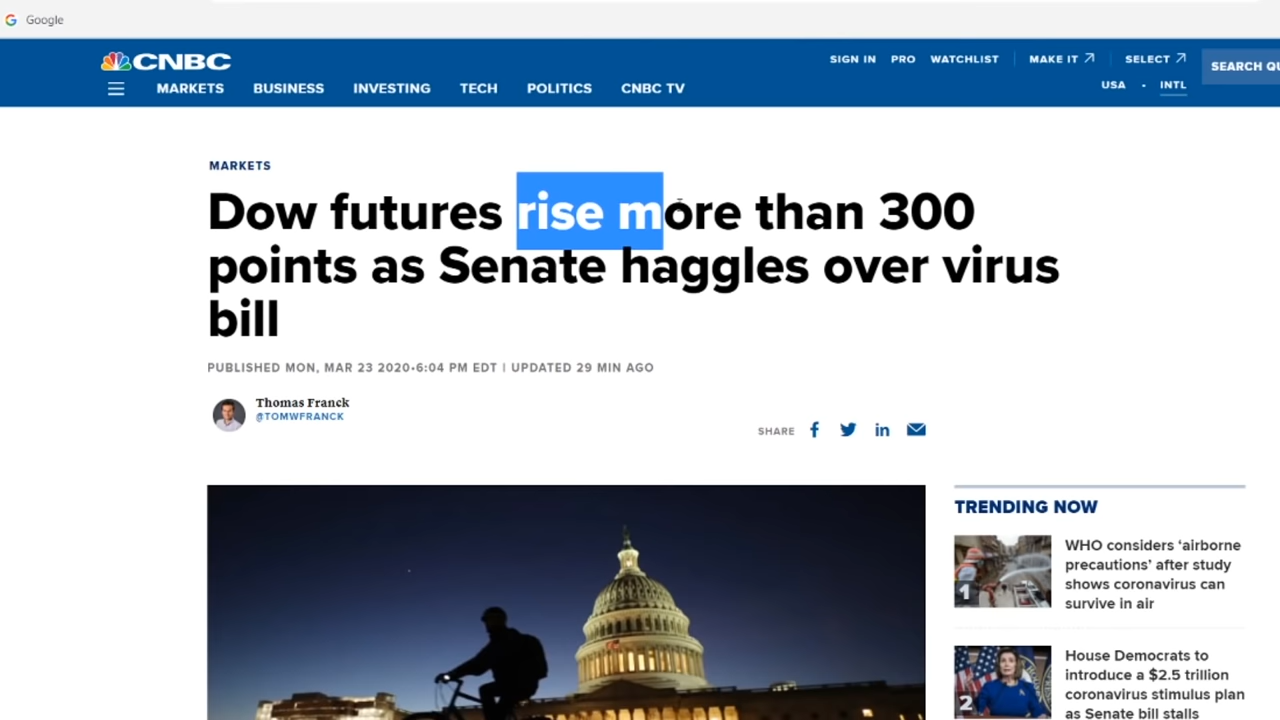 Google
CNBC
SIGN IN PRO WATCHLIST MAKE IT SELECT
SEARCH
MARKETS BUSINESS INVESTING TECH POLITICS CNBC TV
USA · INTL
MARKETS
Dow futures rise more than 300
points as Senate haggles over virus
bill
PUBLISHED MON, MAR 23 2020•6:04 PM EDT | UPDATED 29 MIN AGO
Thomas Franck
@TOMWFRANCK
SHARE
TRENDING NOW
WHO considers ‘airborne
precautions’ after study
shows coronavirus can
survive in air
1
House Democrats to
introduce a $2.5 trillion
coronavirus stimulus plan
as Senate bill stalls
2